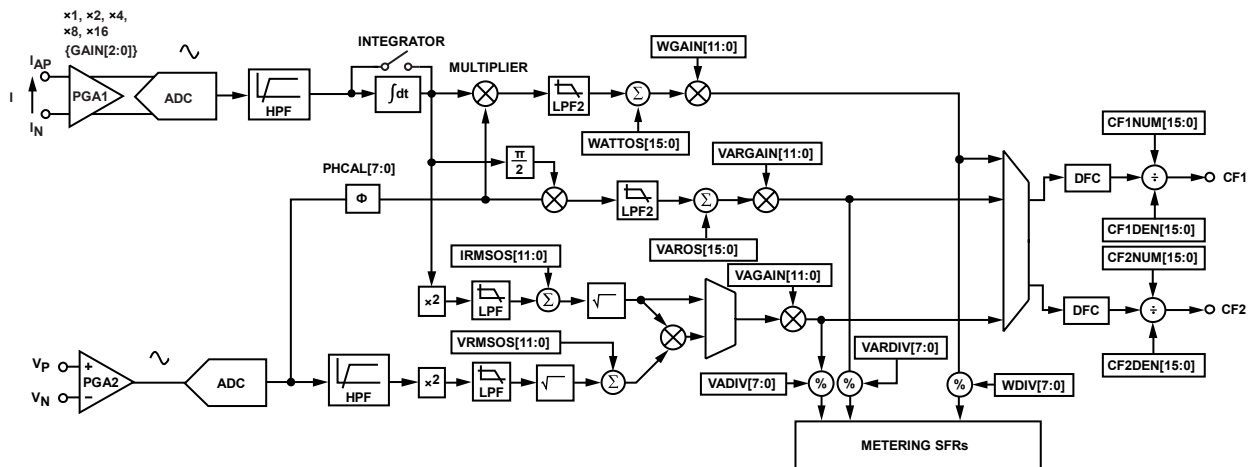 ×1, ×2, ×4,
×8, ×16
{GAIN[2:0]}
I
IAP
IN
PGA1
ADC
HPF
INTEGRATOR
∫dt
MULTIPLIER
LPF2
Σ
WATTOS[15:0]
WGAIN[11:0]
π
2
PHCAL[7:0]
Φ
LPF2
Σ
VAROS[15:0]
VARGAIN[11:0]
IRMSOS[11:0]
×2
LPF
Σ
√
VAGAIN[11:0]
VRMSOS[11:0]
VP
VN
+
−
PGA2
ADC
HPF
×2
LPF
√
Σ
VADIV[7:0]
%
%
VARDIV[7:0]
%
WDIV[7:0]
METERING SFRs
CF1NUM[15:0]
DFC
÷
CF1
CF1DEN[15:0]
CF2NUM[15:0]
DFC
÷
CF2
CF2DEN[15:0]